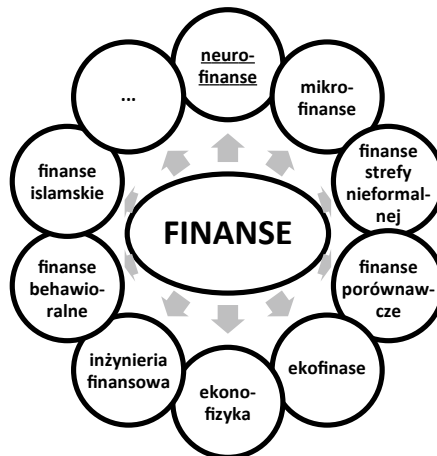 neuro-
finanse
mikro-
finanse
finanse
strefy
nieformal-
nej
finanse
porównaw-
cze
ekofinase
ekono-
fizyka
inżynieria
finansowa
finanse
behawio-
ralne
finanse
islamskie
...
FINANSE